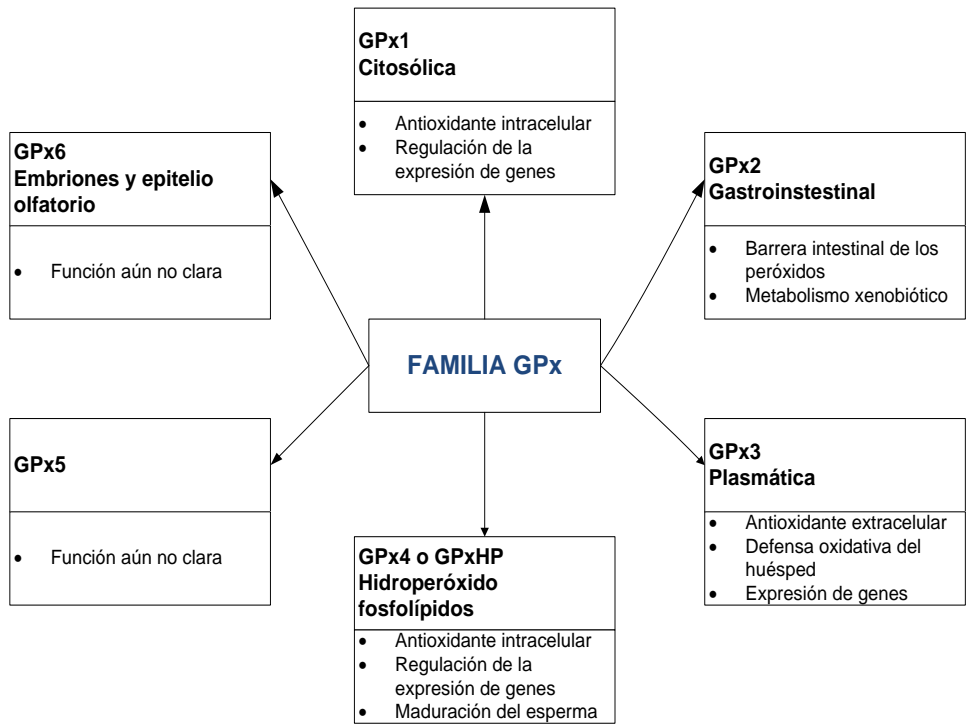 GPx1
Citosólica
• Antioxidante intracelular
• Regulación de la
expresión de genes
GPx6
Embriones y epitelio
olfatorio
• Función aún no clara
GPx2
Gastroinstestinal
• Barrera intestinal de los
peróxidos
• Metabolismo xenobiótico
FAMILIA GPx
GPx5
• Función aún no clara
GPx3
Plasmática
• Antioxidante extracelular
• Defensa oxidativa del
huésped
• Expresión de genes
GPx4 o GPxHP
Hidroperóxido
fosfolípidos
• Antioxidante intracelular
• Regulación de la
expresión de genes
• Maduración del esperma